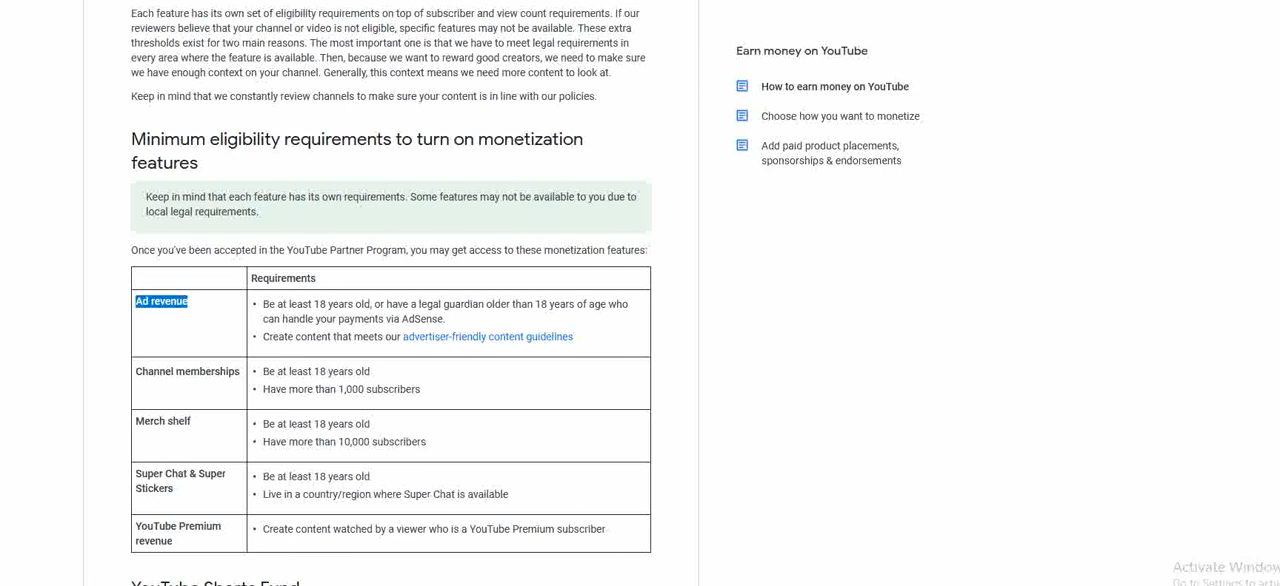 Each feature has its own set of eligibility requirements on top of subscriber and view count requirements. If our
reviewers believe that your channel or video is not eligible, specific features may not be available. These extra
thresholds exist for two main reasons. The most important one is that we have to meet legal requirements in
every area where the feature is available. Then, because we want to reward good creators, we need to make sure
we have enough context on your channel. Generally, this context means we need more content to look at.
Keep in mind that we constantly review channels to make sure your content is in line with our policies.
Minimum eligibility requirements to turn on monetization
features
Keep in mind that each feature has its own requirements. Some features may not be available to you due to
local legal requirements.
Once you've been accepted in the YouTube Partner Program, you may get access to these monetization features:
Requirements
Ad revenue
• Be at least 18 years old, or have a legal guardian older than 18 years of age who
can handle your payments via AdSense.
• Create content that meets our advertiser-friendly content guidelines
Channel memberships
• Be at least 18 years old
• Have more than 1,000 subscribers
Merch shelf
• Be at least 18 years old
• Have more than 10,000 subscribers
Super Chat & Super
Stickers
• Be at least 18 years old
• Live in a country/region where Super Chat is available
YouTube Premium
revenue
• Create content watched by a viewer who is a YouTube Premium subscriber
YouTube Shorts Fund
Earn money on YouTube
How to earn money on YouTube
Choose how you want to monetize
Add paid product placements,
sponsorships & endorsements
Activate Window
Go to Settings to acti